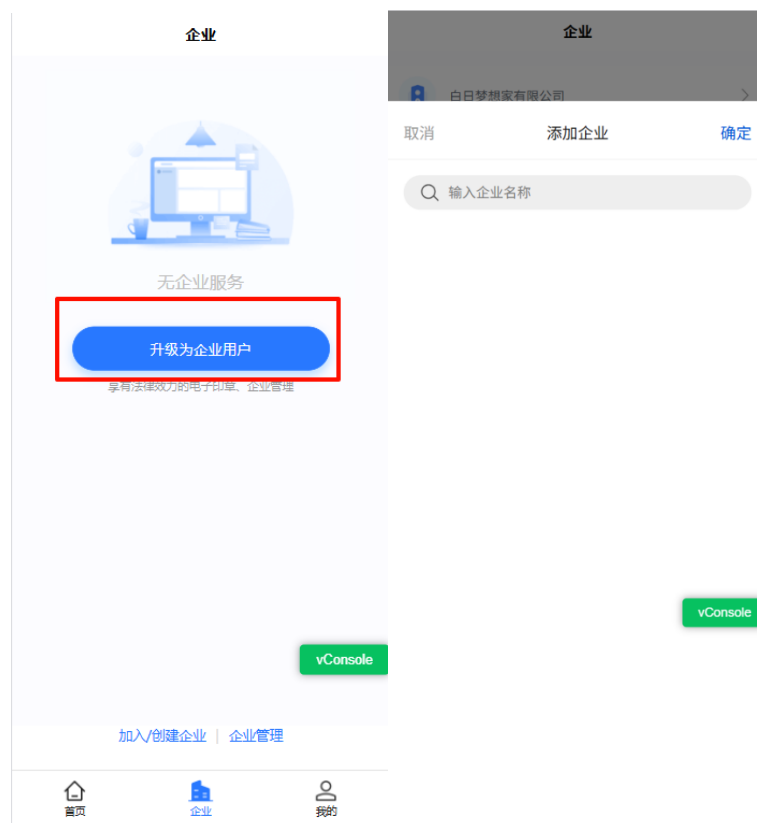 企业
无企业服务
升级为企业用户
享有法律效力的电子印章、企业管理
vConsole
加入/创建企业 | 企业管理
首页
企业
我的
企业
白日梦想家有限公司
取消
添加企业
确定
输入企业名称
vConsole